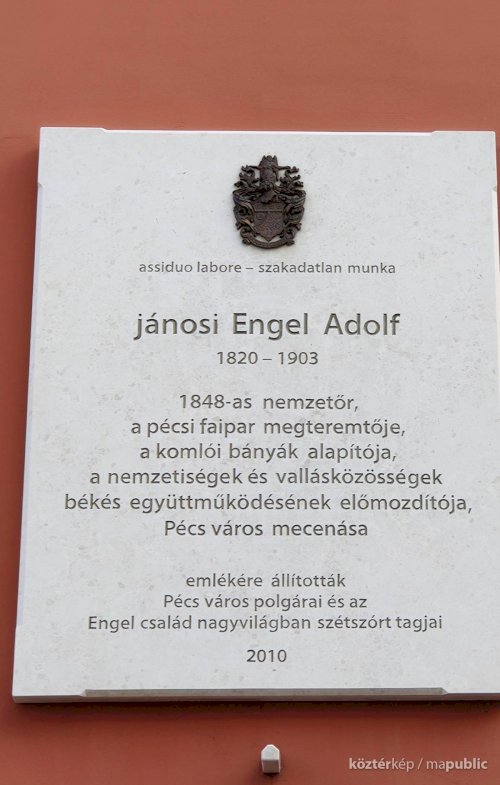 assiduo labore – szakadatlan munka
jánosi Engel Adolf
1820 – 1903
1848-as nemzetőr,
a pécsi faipar megteremtője,
a komlói bányák alapítója,
a nemzetiségek és vallásközösségek
békés együttműködésének előmozdítója,
Pécs város mecenása
emlékére állították
Pécs város polgárai és az
Engel család nagyvilágban szétszórt tagjai
2010
köztérkép / mapublic